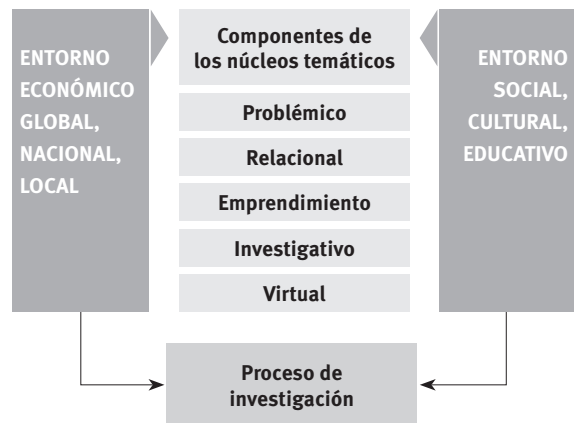 ENTORNO
ECONÓMICO
GLOBAL,
NACIONAL,
LOCAL
Componentes de
los núcleos temáticos
Problémico
Relacional
Emprendimiento
Investigativo
Virtual
ENTORNO
SOCIAL,
CULTURAL,
EDUCATIVO
Proceso de
investigación